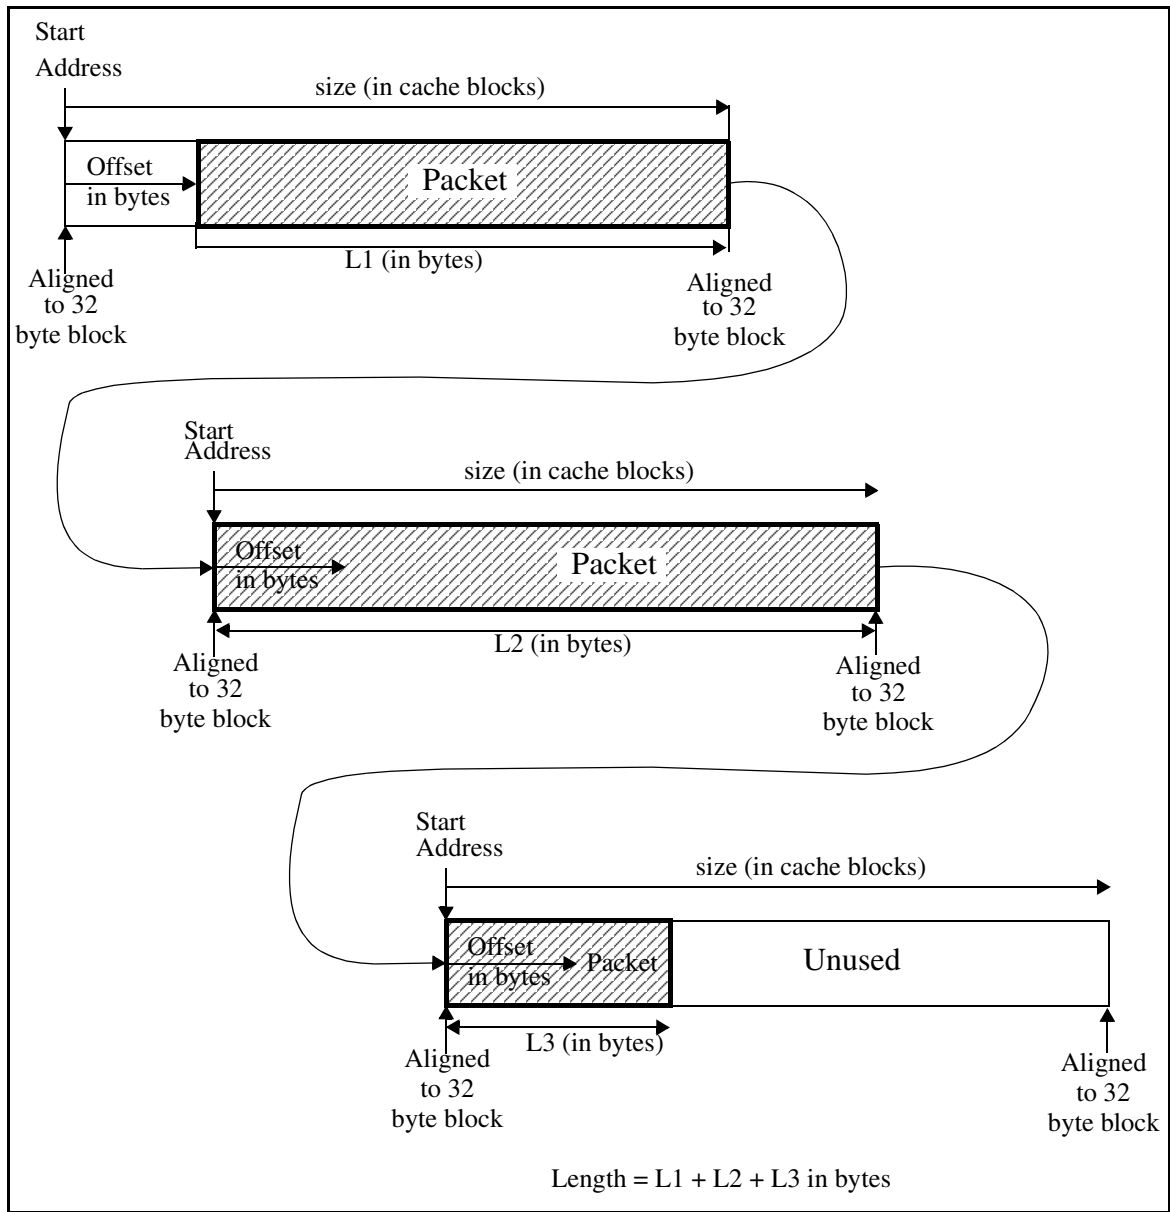 Start
Address
size (in cache blocks)
Offset
in bytes
Packet
L1 (in bytes)
Aligned
to 32
byte block
Aligned
to 32
byte block
Start
Address
size (in cache blocks)
Offset
in bytes
Packet
L2 (in bytes)
Aligned
to 32
byte block
Aligned
to 32
byte block
Start
Address
size (in cache blocks)
Offset
in bytes
Packet
Unused
L3 (in bytes)
Aligned
to 32
byte block
Aligned
to 32
byte block
Length = L1 + L2 + L3 in bytes